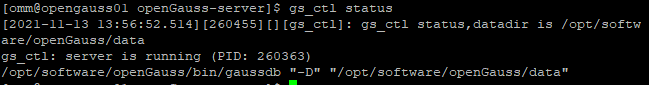 [omm@opengauss01 openGauss-server]$ gs_ctl status
[2021-11-13 13:56:52.514][260455][][gs_ctl]: gs_ctl status,datadir is /opt/softw
are/openGauss/data
gs_ctl: server is running (PID: 260363)
/opt/software/openGauss/bin/gaussdb "-D" "/opt/software/openGauss/data"